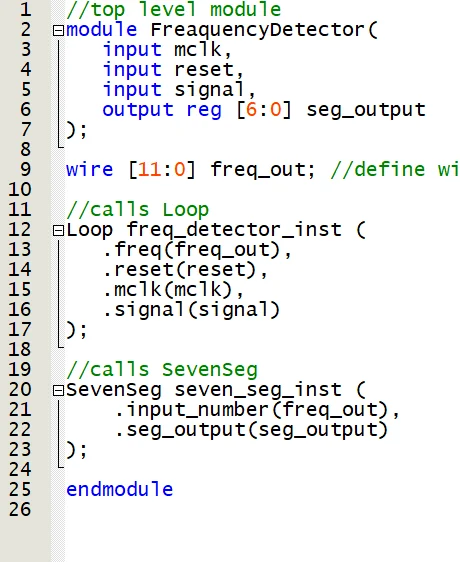 1 //top level module
2 module FreaquencyDetector(
3 input mclk,
4 input reset,
5 input signal,
6 output reg [6:0] seg_output
7 );
8
9 wire [11:0] freq_out; //define wi
10
11 //calls Loop
12 Loop freq_detector_inst (
13 .freq(freq_out),
14 .reset(reset),
15 .mclk(mclk),
16 .signal(signal)
17 );
18
19 //calls SevenSeg
20 SevenSeg seven_seg_inst (
21 .input_number(freq_out),
22 .seg_output(seg_output)
23 );
24
25 endmodule
26